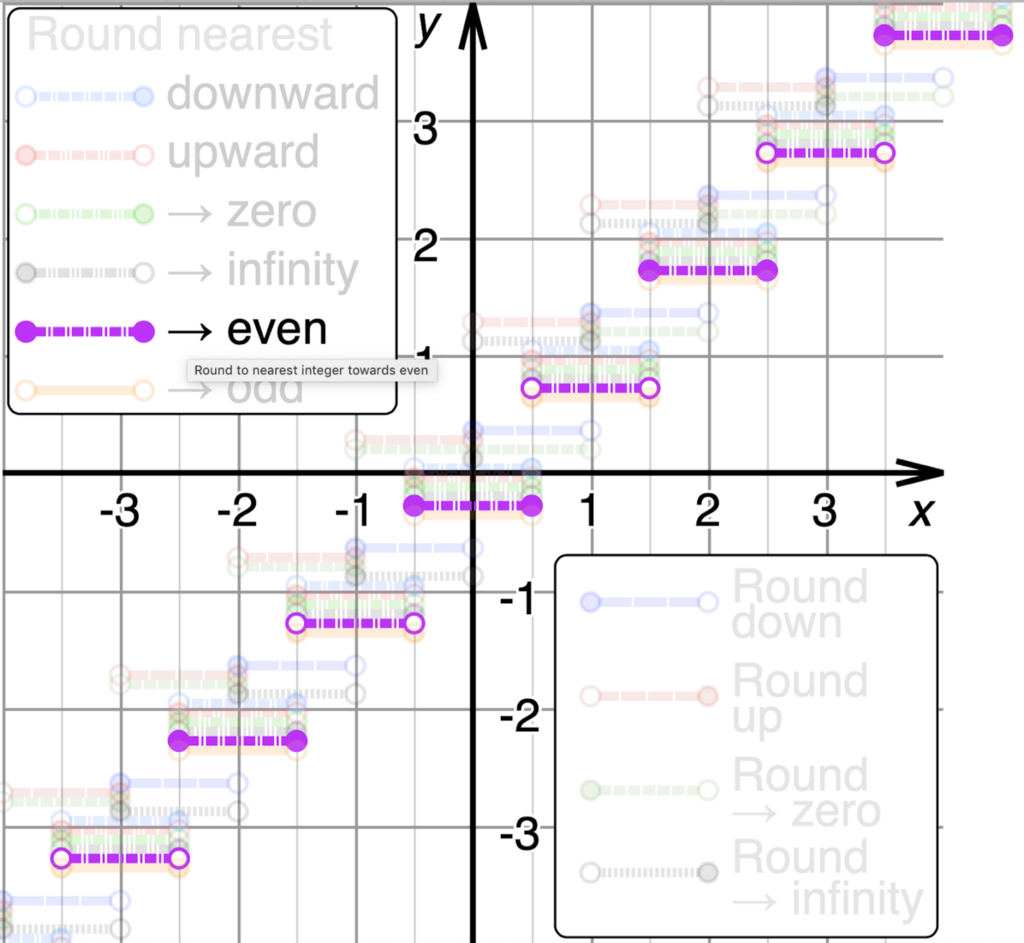 Round nearest
downward
upward
→ zero
→ infinity
→ even
Round to nearest integer towards even
→ odd
y
3
2
1
-3 -2 -1 1 2 3 x
-1
-2
-3
Round
down
Round
up
Round
→ zero
Round
→ infinity